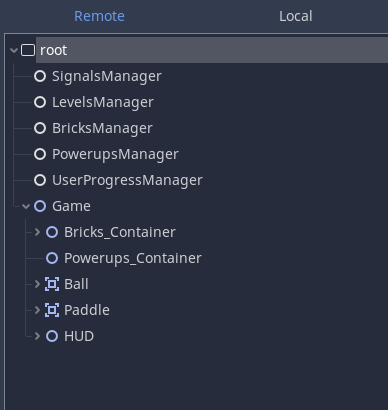 Remote Local
root
SignalsManager
LevelsManager
BricksManager
PowerupsManager
UserProgressManager
Game
Bricks_Container
Powerups_Container
Ball
Paddle
HUD